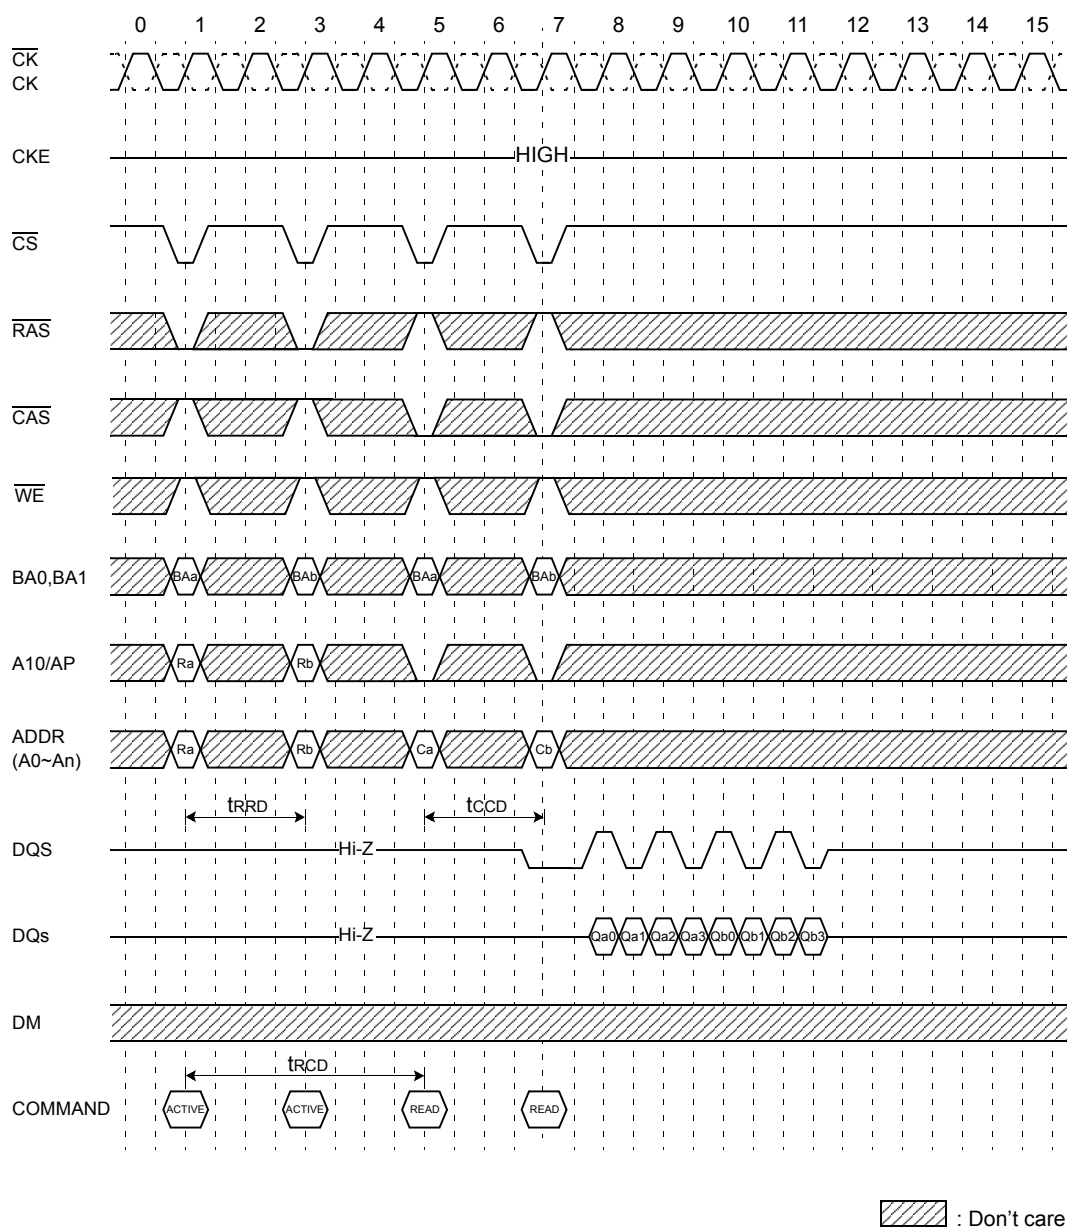 0 1 2 3 4 5 6 7 8 9 10 11 12 13 14 15
CK
CK
CKE
HIGH
CS
RAS
CAS
WE
BA0,BA1
BAa BAb BAa BAb
A10/AP
Ra Rb
ADDR
(A0~An)
Ra Rb Ca Cb
tRRD tCCD
DQS
Hi-Z
DQs
Hi-Z
Qa0 Qa1 Qa2 Qa3 Qb0 Qb1 Qb2 Qb3
DM
tRCD
COMMAND
ACTIVE ACTIVE READ READ
: Don't care